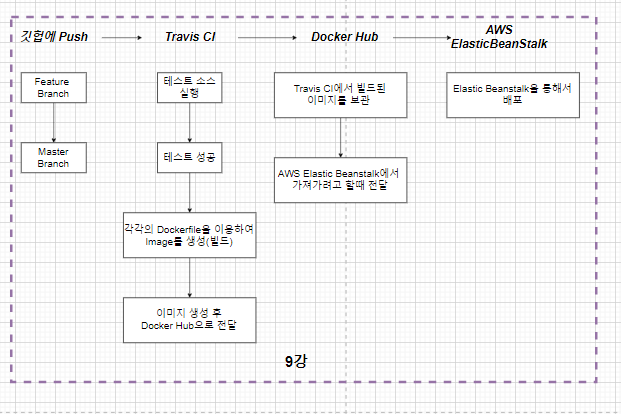 깃헙에 Push
Travis CI
Docker Hub
AWS
ElasticBeanStalk
Feature
Branch
Master
Branch
테스트 소스
실행
테스트 성공
각각의 Dockerfile을 이용하여
Image를 생성(빌드)
이미지 생성 후
Docker Hub으로 전달
Travis CI에서 빌드된
이미지를 보관
AWS Elastic Beanstalk에서
가져가려고 할때 전달
Elastic Beanstalk을 통해서
배포
9강